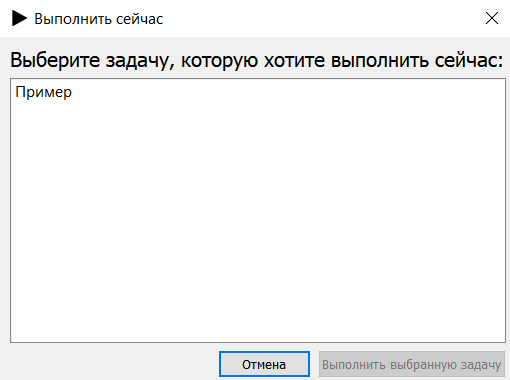 Выполнить сейчас
Выберите задачу, которую хотите выполнить сейчас:
Пример
Отмена
Выполнить выбранную задачу